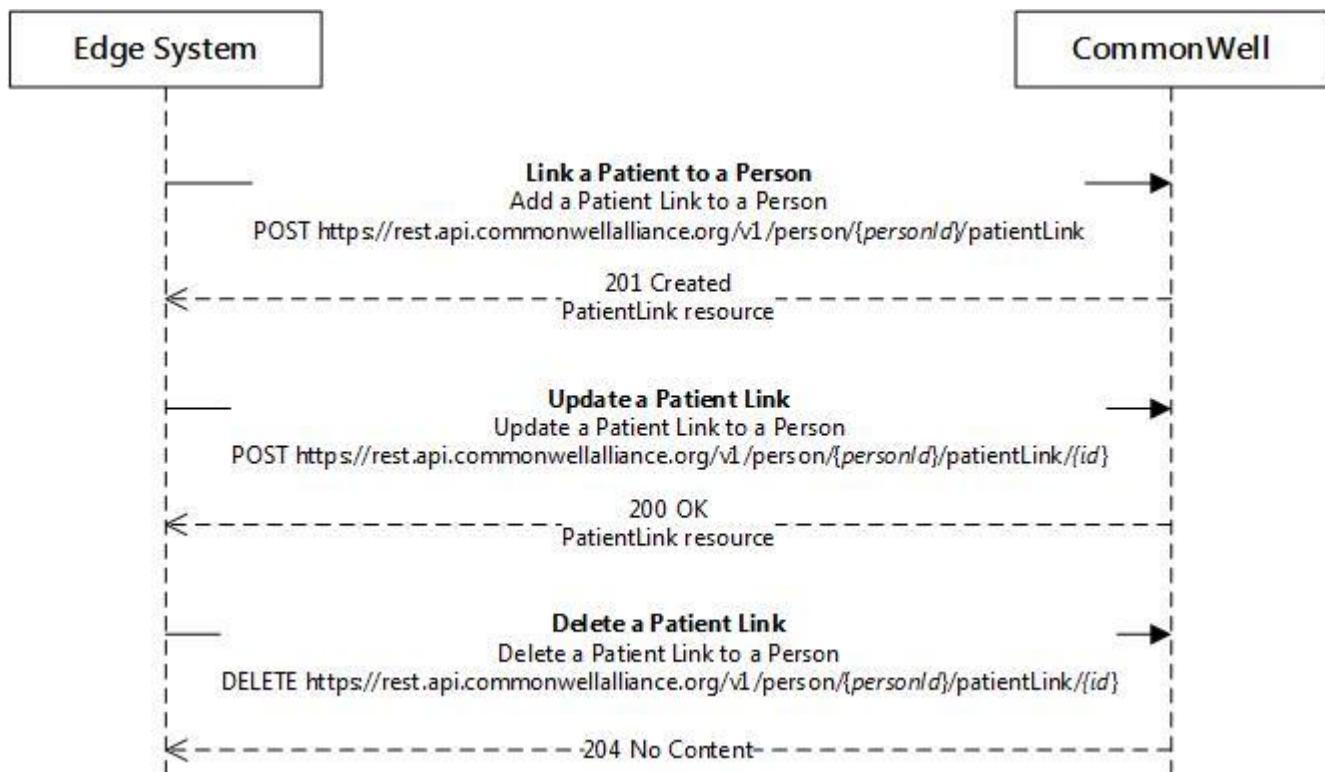 Edge System
CommonWell
Link a Patient to a Person
Add a Patient Link to a Person
POST https://rest.api.commonwellalliance.org/v1/person/{personId}/patientLink
201 Created
PatientLink resource
Update a Patient Link
Update a Patient Link to a Person
POST https://rest.api.commonwellalliance.org/v1/person/{personId}/patientLink/{id}
200 OK
PatientLink resource
Delete a Patient Link
Delete a Patient Link to a Person
DELETE https://rest.api.commonwellalliance.org/v1/person/{personId}/patientLink/{id}
204 No Content